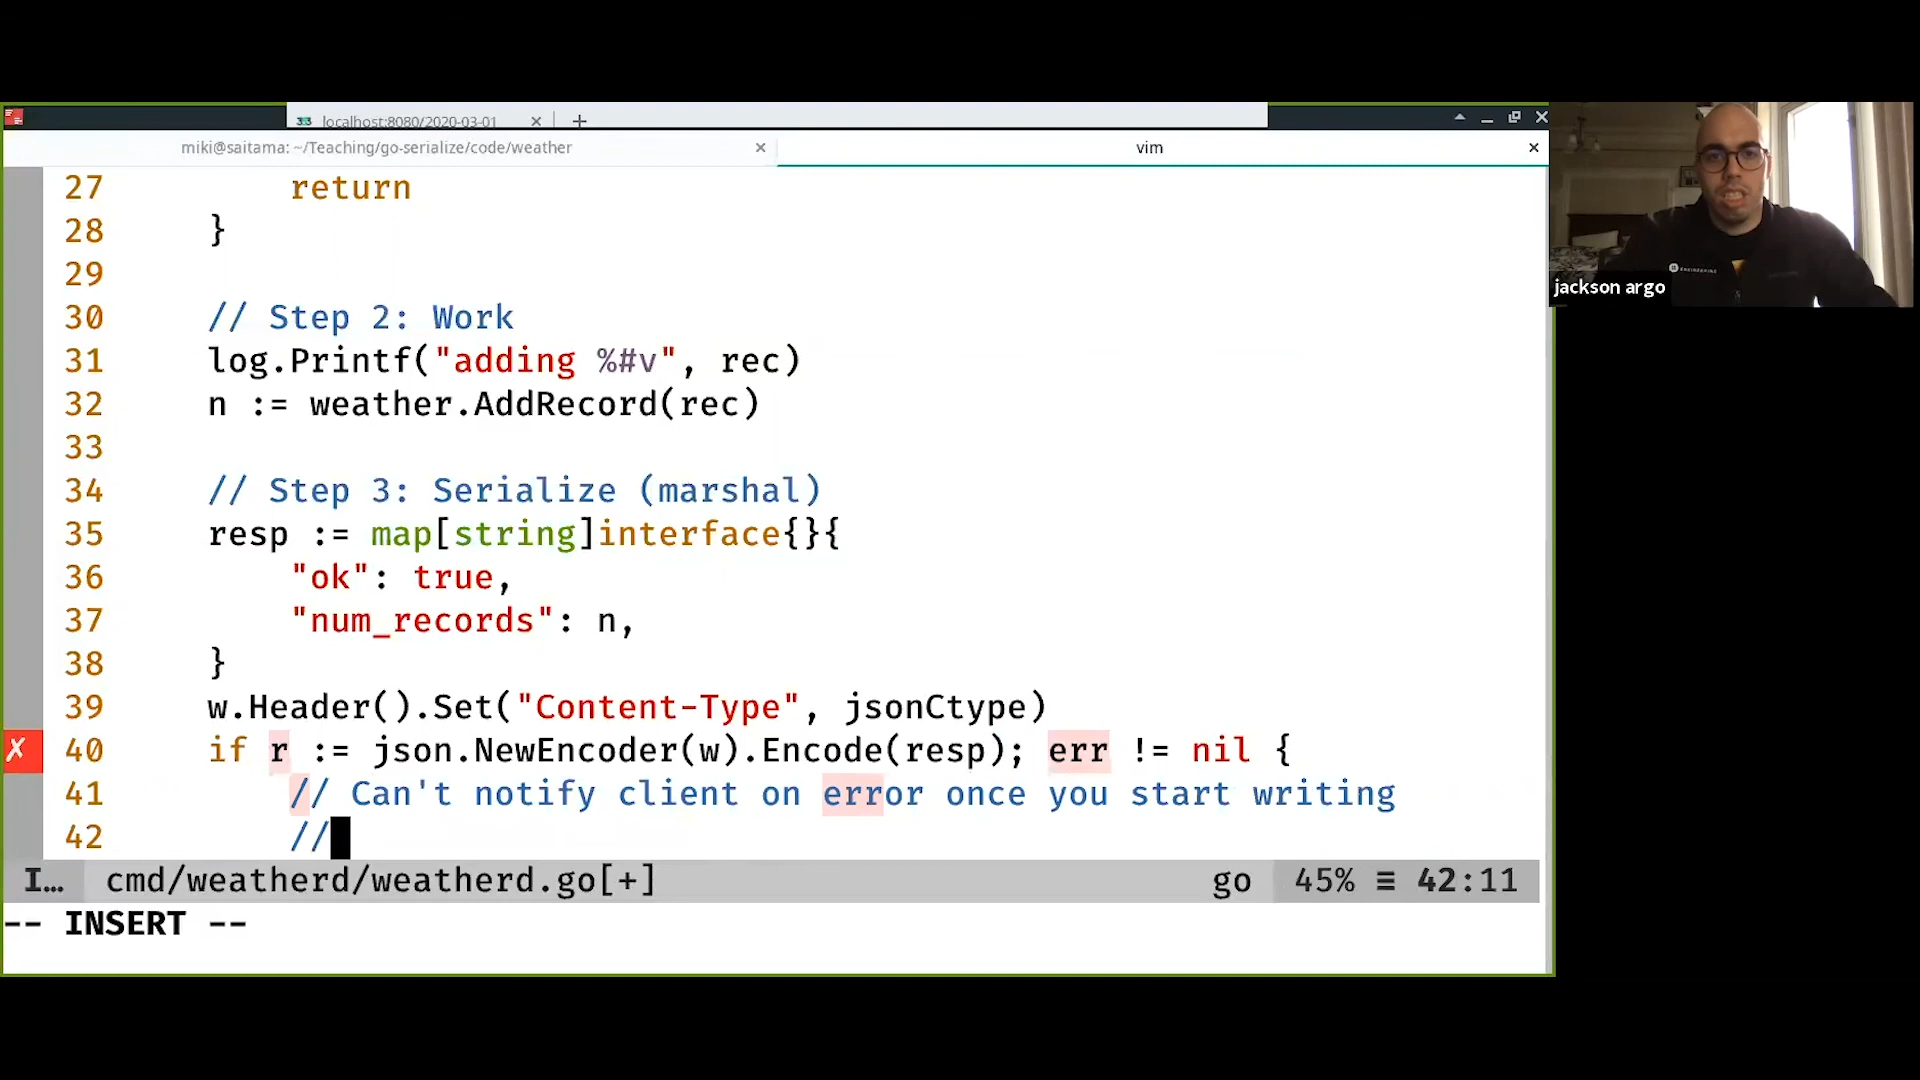 localhost:8080/2020-03-01
miki@saitama: ~/Teaching/go-serialize/code/weather
vim
27 return
28 }
29
30 // Step 2: Work
31 log.Printf("adding %#v", rec)
32 n := weather.AddRecord(rec)
33
34 // Step 3: Serialize (marshal)
35 resp := map[string]interface{}{
36 "ok": true,
37 "num_records": n,
38 }
39 w.Header().Set("Content-Type", jsonCtype)
40 if r := json.NewEncoder(w).Encode(resp); err != nil {
41 // Can't notify client on error once you start writing
42 //
I… cmd/weatherd/weatherd.go[+] go 45% ≡ 42:11
-- INSERT --
jackson argo